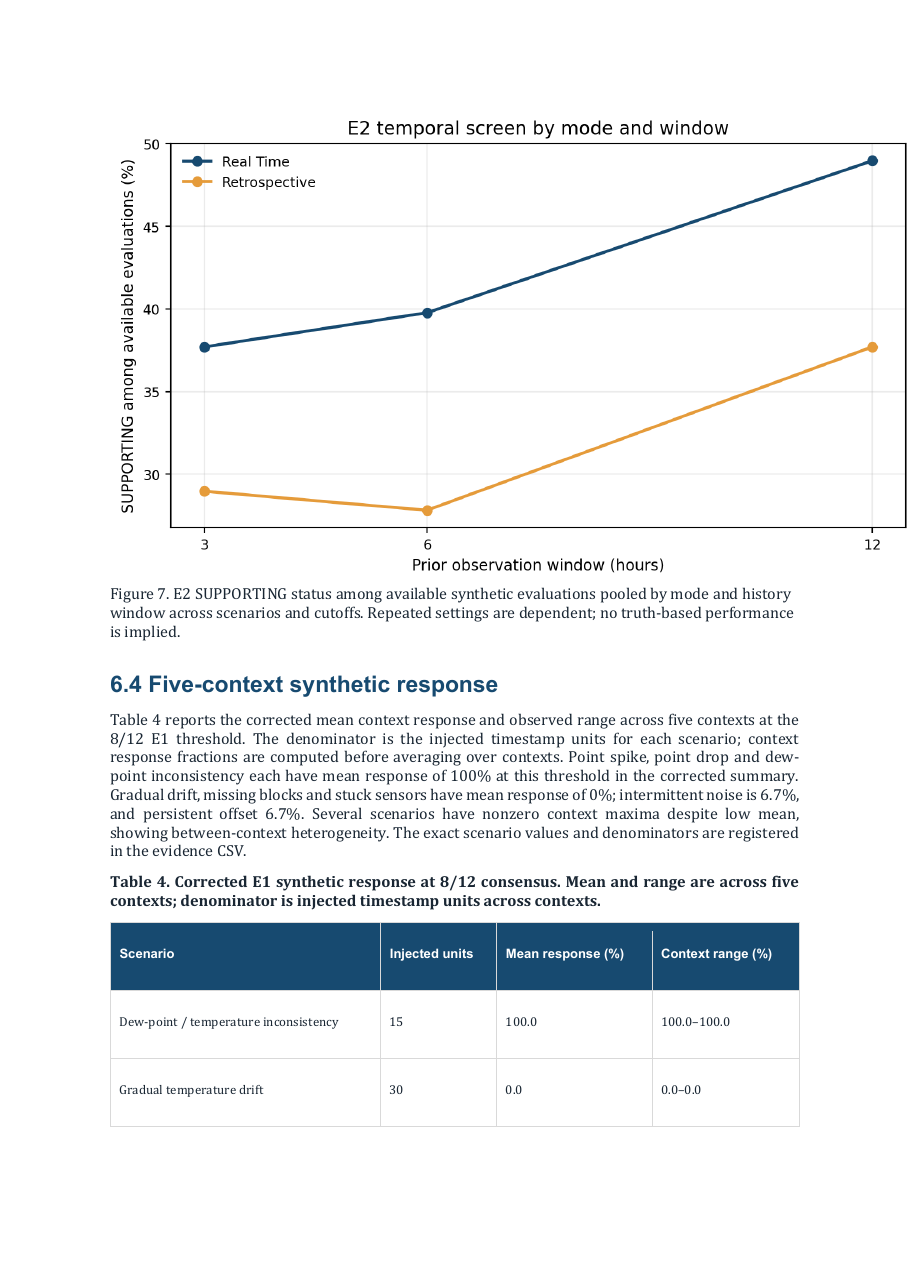 E2 temporal screen by mode and window
50
45
40
35
30
SUPPORTING among available evaluations (%)
Real Time
Retrospective
3 6 12
Prior observation window (hours)
Figure 7. E2 SUPPORTING status among available synthetic evaluations pooled by mode and history
window across scenarios and cutoffs. Repeated settings are dependent; no truth-based performance
is implied.
6.4 Five-context synthetic response
Table 4 reports the corrected mean context response and observed range across five contexts at the
8/12 E1 threshold. The denominator is the injected timestamp units for each scenario; context
response fractions are computed before averaging over contexts. Point spike, point drop and dew-
point inconsistency each have mean response of 100% at this threshold in the corrected summary.
Gradual drift, missing blocks and stuck sensors have mean response of 0%; intermittent noise is 6.7%,
and persistent offset 6.7%. Several scenarios have nonzero context maxima despite low mean,
showing between-context heterogeneity. The exact scenario values and denominators are registered
in the evidence CSV.
Table 4. Corrected E1 synthetic response at 8/12 consensus. Mean and range are across five
contexts; denominator is injected timestamp units across contexts.
Scenario Injected units Mean response (%) Context range (%)
Dew-point / temperature inconsistency 15 100.0 100.0–100.0
Gradual temperature drift 30 0.0 0.0–0.0